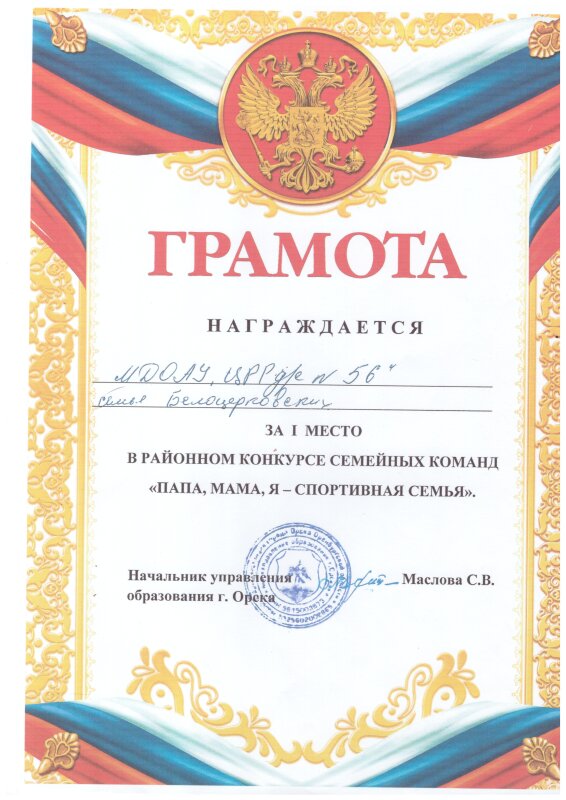 ГРАМОТА
НАГРАЖДАЕТСЯ
МДОАУ "ЦРР д/с № 56"
семья Белоцерковских
ЗА I МЕСТО
В РАЙОННОМ КОНКУРСЕ СЕМЕЙНЫХ КОМАНД
«ПАПА, МАМА, Я – СПОРТИВНАЯ СЕМЬЯ».
Начальник управления Маслова С.В.
образования г. Орска